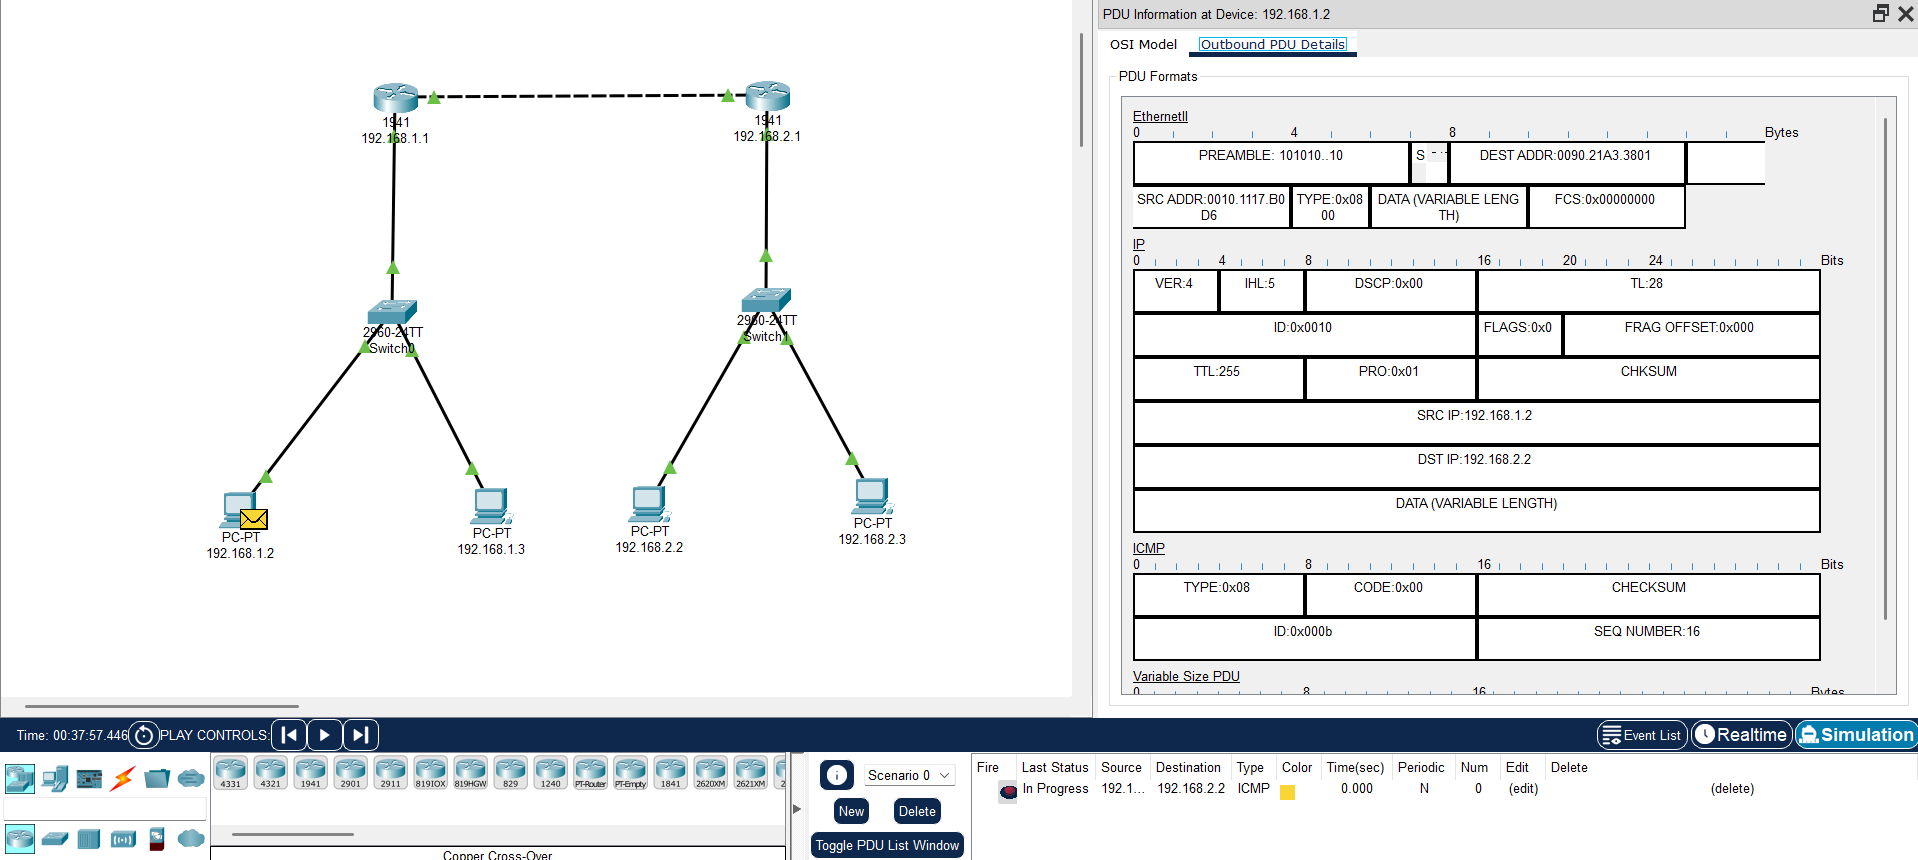 PDU Information at Device: 192.168.1.2
OSI Model Outbound PDU Details
PDU Formats
EthernetII
0 4 8 Bytes
PREAMBLE: 101010..10 S DEST ADDR:0090.21A3.3801
SRC ADDR:0010.1117.B0D6 TYPE:0x0800 DATA (VARIABLE LENGTH) FCS:0x00000000
IP
0 4 8 16 20 24 Bits
VER:4 IHL:5 DSCP:0x00 TL:28
ID:0x0010 FLAGS:0x0 FRAG OFFSET:0x000
TTL:255 PRO:0x01 CHKSUM
SRC IP:192.168.1.2
DST IP:192.168.2.2
DATA (VARIABLE LENGTH)
ICMP
0 8 16 Bits
TYPE:0x08 CODE:0x00 CHECKSUM
ID:0x000b SEQ NUMBER:16
Variable Size PDU
0 8 16 Bytes
1941
192.168.1.1
1941
192.168.2.1
2960-24TT
Switch0
2960-24TT
Switch1
PC-PT
192.168.1.2
PC-PT
192.168.1.3
PC-PT
192.168.2.2
PC-PT
192.168.2.3
Time: 00:37:57.446 PLAY CONTROLS:
Event List Realtime Simulation
4331 4321 1941 2901 2911 819IOX 819HGW 829 1240 PT-Router PT-Empty 1841 2620XM 2621XM 2
Copper Cross-Over
Scenario 0
New Delete
Toggle PDU List Window
Fire Last Status Source Destination Type Color Time(sec) Periodic Num Edit Delete
In Progress 192.1... 192.168.2.2 ICMP 0.000 N 0 (edit) (delete)